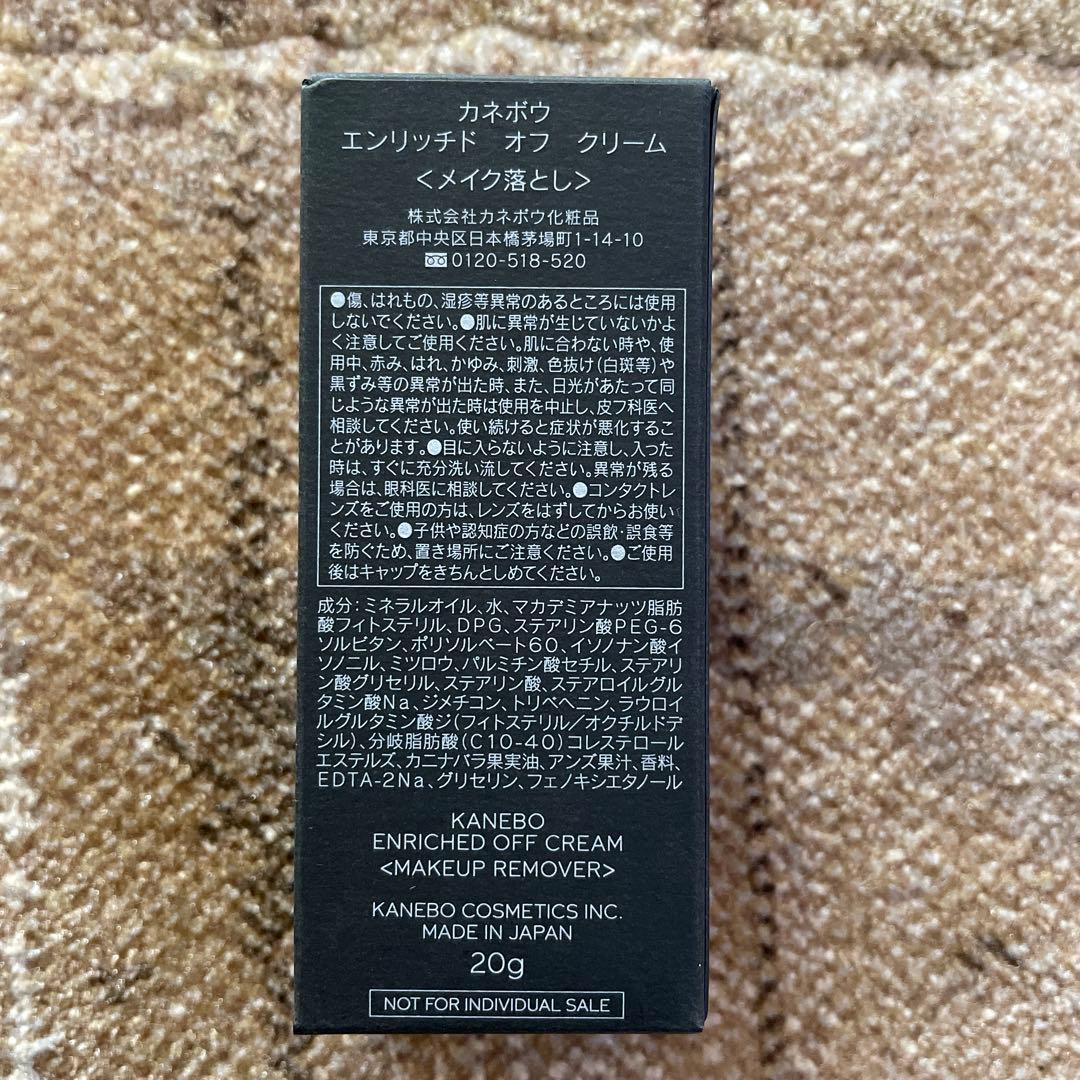 カネボウ
エンリッチド オフ クリーム
<メイク落とし>
株式会社カネボウ化粧品
東京都中央区日本橋茅場町1-14-10
0120-518-520
●傷、はれもの、湿疹等異常のあるところには使用
しないでください。●肌に異常が生じていないかよ
く注意してご使用ください。肌に合わない時や、使
用中、赤み、はれ、かゆみ、刺激、色抜け(白斑等)や
黒ずみ等の異常が出た時、また、日光があたって同
じような異常が出た時は使用を中止し、皮フ科医へ
相談してください。使い続けると症状が悪化するこ
とがあります。●目に入らないように注意し、入った
時は、すぐに充分洗い流してください。異常が残る
場合は、眼科医に相談してください。●コンタクトレ
ンズをご使用の方は、レンズをはずしてからお使い
ください。●子供や認知症の方などの誤飲・誤食等
を防ぐため、置き場所にご注意ください。●ご使用
後はキャップをきちんとしめてください。
成分:ミネラルオイル、水、マカデミアナッツ脂肪
酸フィトステリル、DPG、ステアリン酸PEG-6
ソルビタン、ポリソルベート60、イソノナン酸イ
ソノニル、ミツロウ、パルミチン酸セチル、ステアリ
ン酸グリセリル、ステアリン酸、ステアロイルグル
タミン酸Na、ジメチコン、トリベヘニン、ラウロイ
ルグルタミン酸ジ(フィトステリル/オクチルドデ
シル)、分岐脂肪酸(C10-40)コレステロール
エステルズ、カニナバラ果実油、アンズ果汁、香料、
EDTA-2Na、グリセリン、フェノキシエタノール
KANEBO
ENRICHED OFF CREAM
<MAKEUP REMOVER>
KANEBO COSMETICS INC.
MADE IN JAPAN
20g
NOT FOR INDIVIDUAL SALE